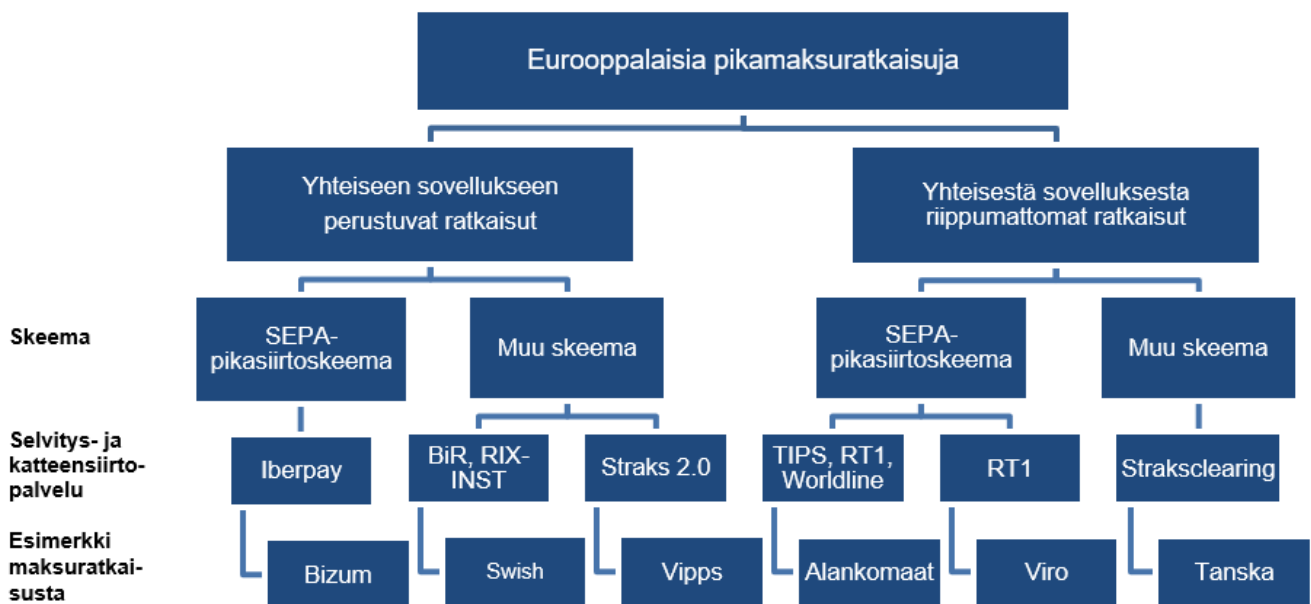 Eurooppalaisia pikamaksuratkaisuja
Yhteiseen sovellukseen
perustuvat ratkaisut
Yhteisestä sovelluksesta
riippumattomat ratkaisut
Skeema
SEPA-
pikasiirtoskeema
Muu skeema
SEPA-
pikasiirtoskeema
Muu skeema
Selvitys- ja
katteensiirto-
palvelu
Iberpay
BiR, RIX-
INST
Straks 2.0
TIPS, RT1,
Worldline
RT1
Straksclearing
Esimerkki
maksuratkai-
susta
Bizum
Swish
Vipps
Alankomaat
Viro
Tanska